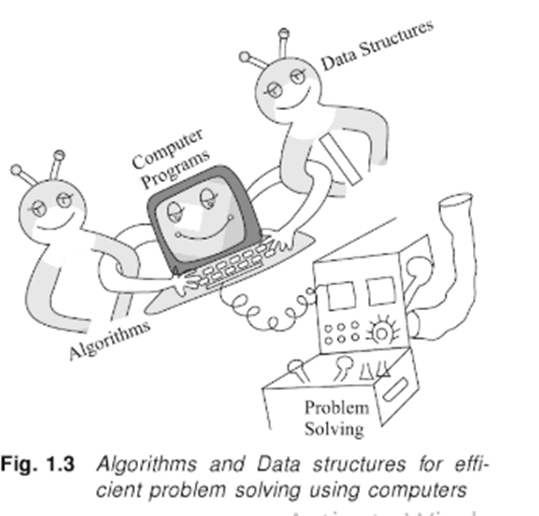 Data Structures
Computer
Programs
Algorithms
Problem
Solving
Fig. 1.3 Algorithms and Data structures for effi-
cient problem solving using computers